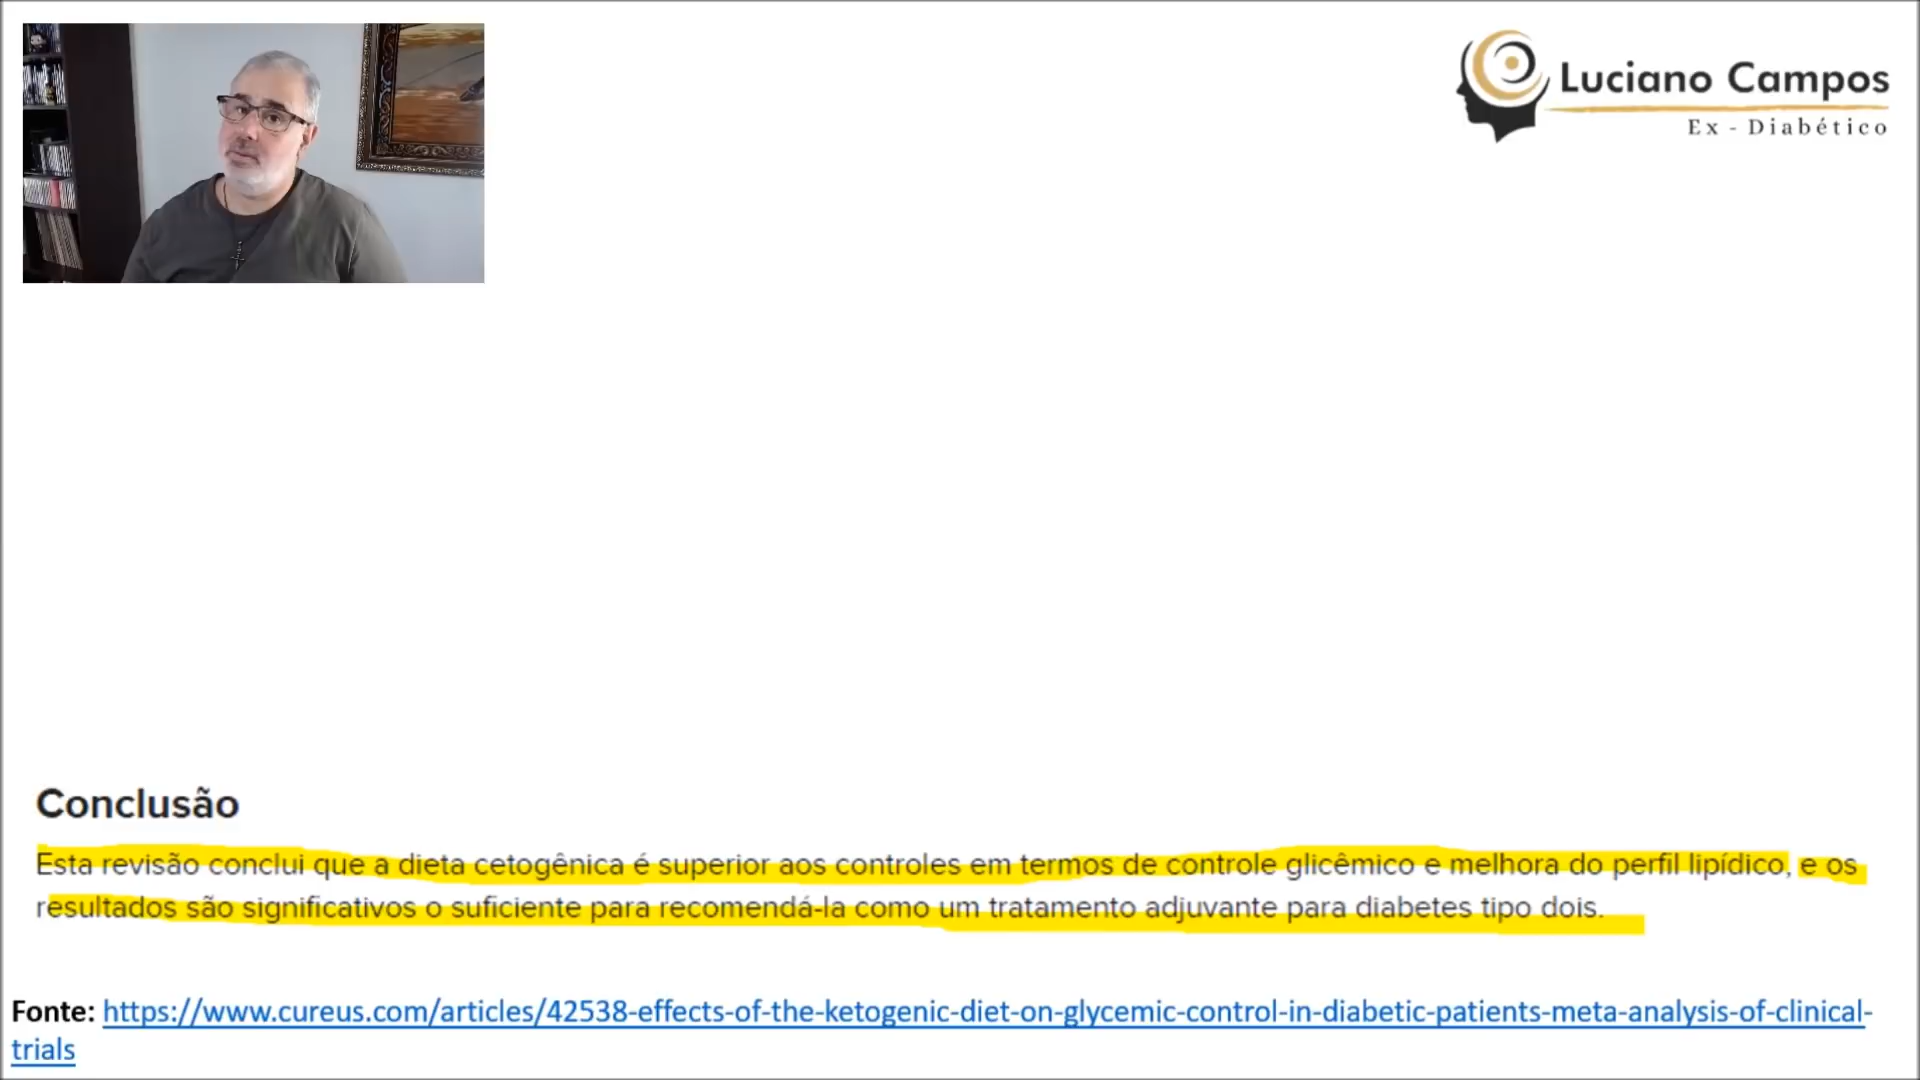 Luciano Campos
Ex - Diabético
Conclusão
Esta revisão conclui que a dieta cetogênica é superior aos controles em termos de controle glicêmico e melhora do perfil lipídico, e os
resultados são significativos o suficiente para recomendá-la como um tratamento adjuvante para diabetes tipo dois.
Fonte: https://www.cureus.com/articles/42538-effects-of-the-ketogenic-diet-on-glycemic-control-in-diabetic-patients-meta-analysis-of-clinical-
trials